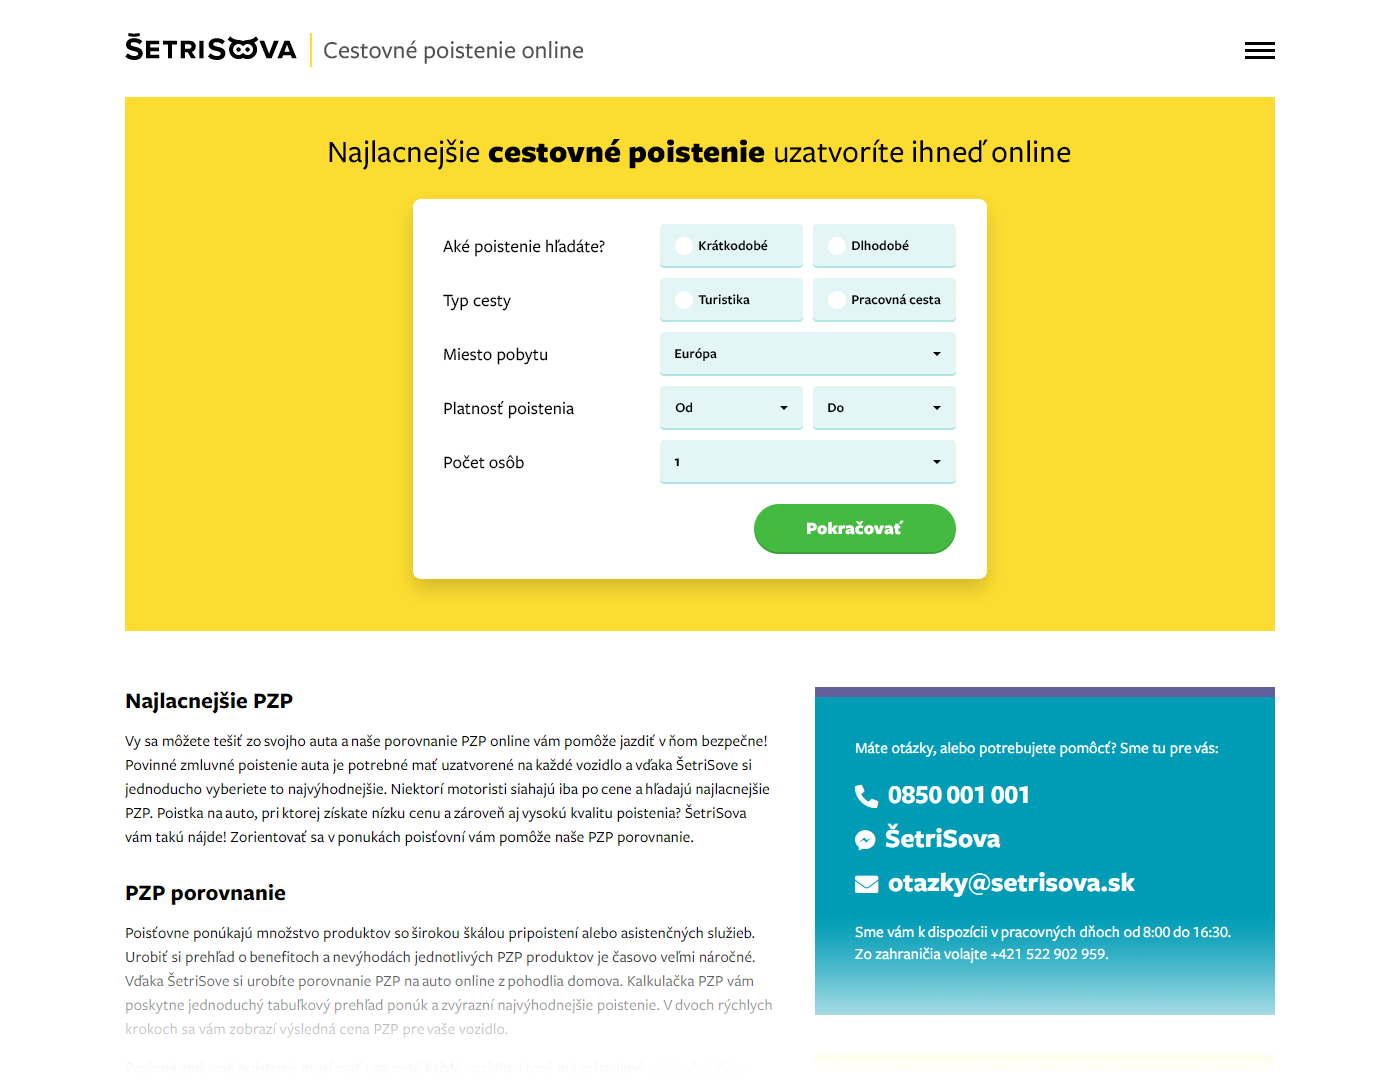 ŠETRISOVA
Cestovné poistenie online
Najlacnejšie cestovné poistenie uzatvoríte ihneď online
Aké poistenie hľadáte?
Krátkodobé
Dlhodobé
Typ cesty
Turistika
Pracovná cesta
Miesto pobytu
Európa
Platnosť poistenia
Od
Do
Počet osôb
1
Pokračovať
Najlacnejšie PZP
Vy sa môžete tešiť zo svojho auta a naše porovnanie PZP online vám pomôže jazdiť v ňom bezpečne!
Povinné zmluvné poistenie auta je potrebné mať uzatvorené na každé vozidlo a vďaka ŠetriSove si
jednoducho vyberiete to najvýhodnejšie. Niektorí motoristi siahajú iba po cene a hľadajú najlacnejšie
PZP. Poistka na auto, pri ktorej získate nízku cenu a zároveň aj vysokú kvalitu poistenia? ŠetriSova
vám takú nájde! Zorientovať sa v ponukách poisťovní vám pomôže naše PZP porovnanie.
PZP porovnanie
Poisťovne ponúkajú množstvo produktov so širokou škálou pripoistení alebo asistenčných služieb.
Urobiť si prehľad o benefitoch a nevýhodách jednotlivých PZP produktov je časovo veľmi náročné.
Vďaka ŠetriSove si urobíte porovnanie PZP na auto online z pohodlia domova. Kalkulačka PZP vám
poskytne jednoduchý tabuľkový prehľad ponúk a zvýrazní najvýhodnejšie poistenie. V dvoch rýchlych
krokoch sa vám zobrazí výsledná cena PZP pre vaše vozidlo.
Máte otázky, alebo potrebujete pomôcť? Sme tu pre vás:
0850 001 001
ŠetriSova
otazky@setrisova.sk
Sme vám k dispozícii v pracovných dňoch od 8:00 do 16:30.
Zo zahraničia volajte +421 522 902 959.